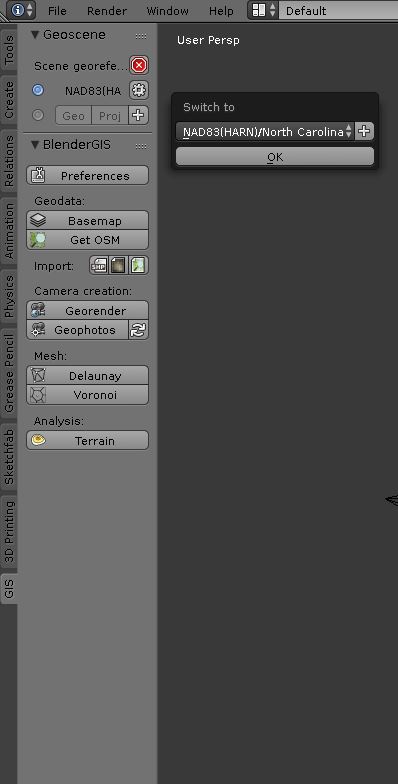 File Render Window Help Default
Tools
Create
Relations
Animation
Physics
Grease Pencil
Sketchfab
3D Printing
GIS
Geoscene
Scene georefe...
NAD83(HA
Geo Proj
BlenderGIS
Preferences
Geodata:
Basemap
Get OSM
Import: SHP
Camera creation:
Georender
Geophotos
Mesh:
Delaunay
Voronoi
Analysis:
Terrain
User Persp
Switch to
NAD83(HARN)/North Carolina
OK